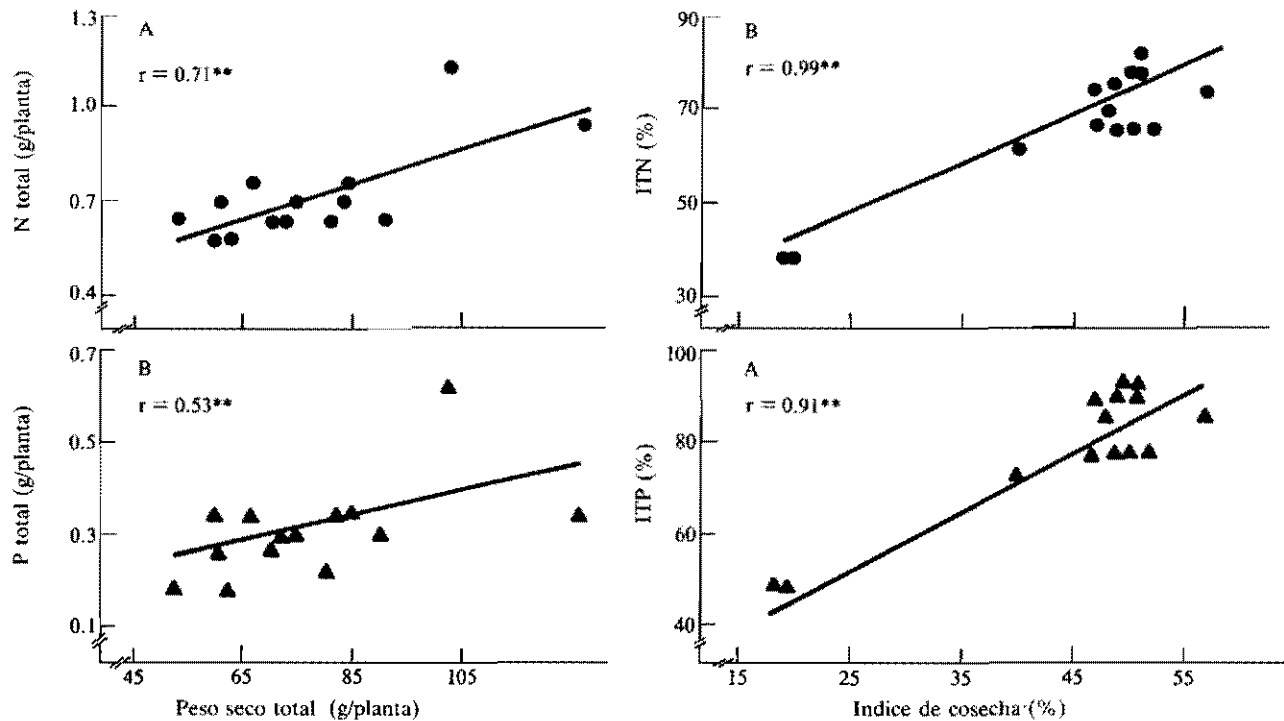 1.3
A
r = 0.71**
1.0
0.7
0.4
N total (g/planta)
90
B
r = 0.99**
70
50
30
ITN (%)
0.7
B
r = 0.53**
0.5
0.3
0.1
P total (g/planta)
45 65 85 105
Peso seco total (g/planta)
100
A
r = 0.91**
80
60
40
ITP (%)
15 25 35 45 55
Indice de cosecha (%)